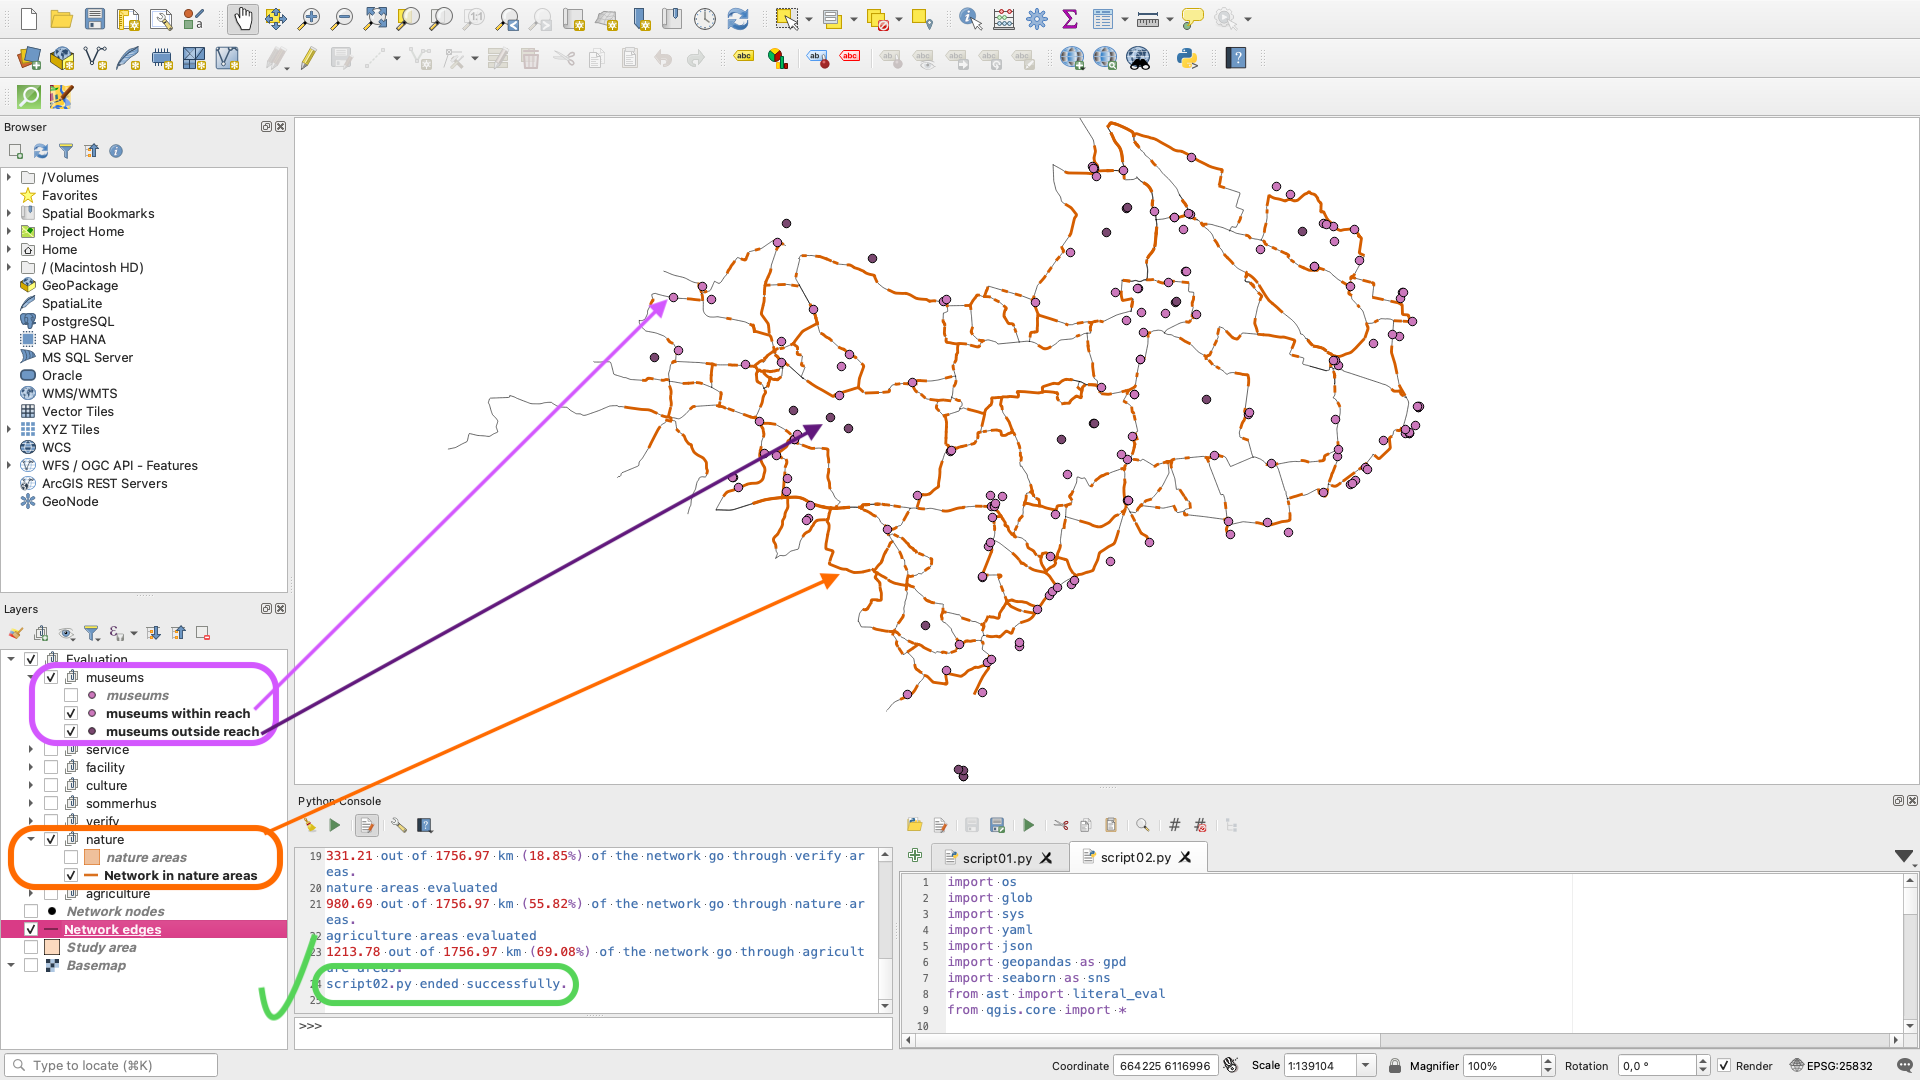 Browser
/Volumes
Favorites
Spatial Bookmarks
Project Home
Home
/ (Macintosh HD)
GeoPackage
SpatiaLite
PostgreSQL
SAP HANA
MS SQL Server
Oracle
WMS/WMTS
Vector Tiles
XYZ Tiles
WCS
WFS / OGC API - Features
ArcGIS REST Servers
GeoNode
Layers
Evaluation
museums
museums
museums within reach
museums outside reach
service
facility
culture
sommerhus
verify
nature
nature areas
Network in nature areas
agriculture
Network nodes
Network edges
Study area
Basemap
Python Console
19 331.21 out of 1756.97 km (18.85%) of the network go through verify ar
eas.
20 nature areas evaluated
21 980.69 out of 1756.97 km (55.82%) of the network go through nature ar
eas.
22 agriculture areas evaluated
23 1213.78 out of 1756.97 km (69.08%) of the network go through agricult
ure areas.
24 script02.py ended successfully.
25
>>>
script01.py
script02.py
1 import os
2 import glob
3 import sys
4 import yaml
5 import json
6 import geopandas as gpd
7 import seaborn as sns
8 from ast import literal_eval
9 from qgis.core import *
10
Type to locate (⌘K)
Coordinate 664225 6116996
Scale 1:139104
Magnifier 100%
Rotation 0,0 °
Render
EPSG:25832